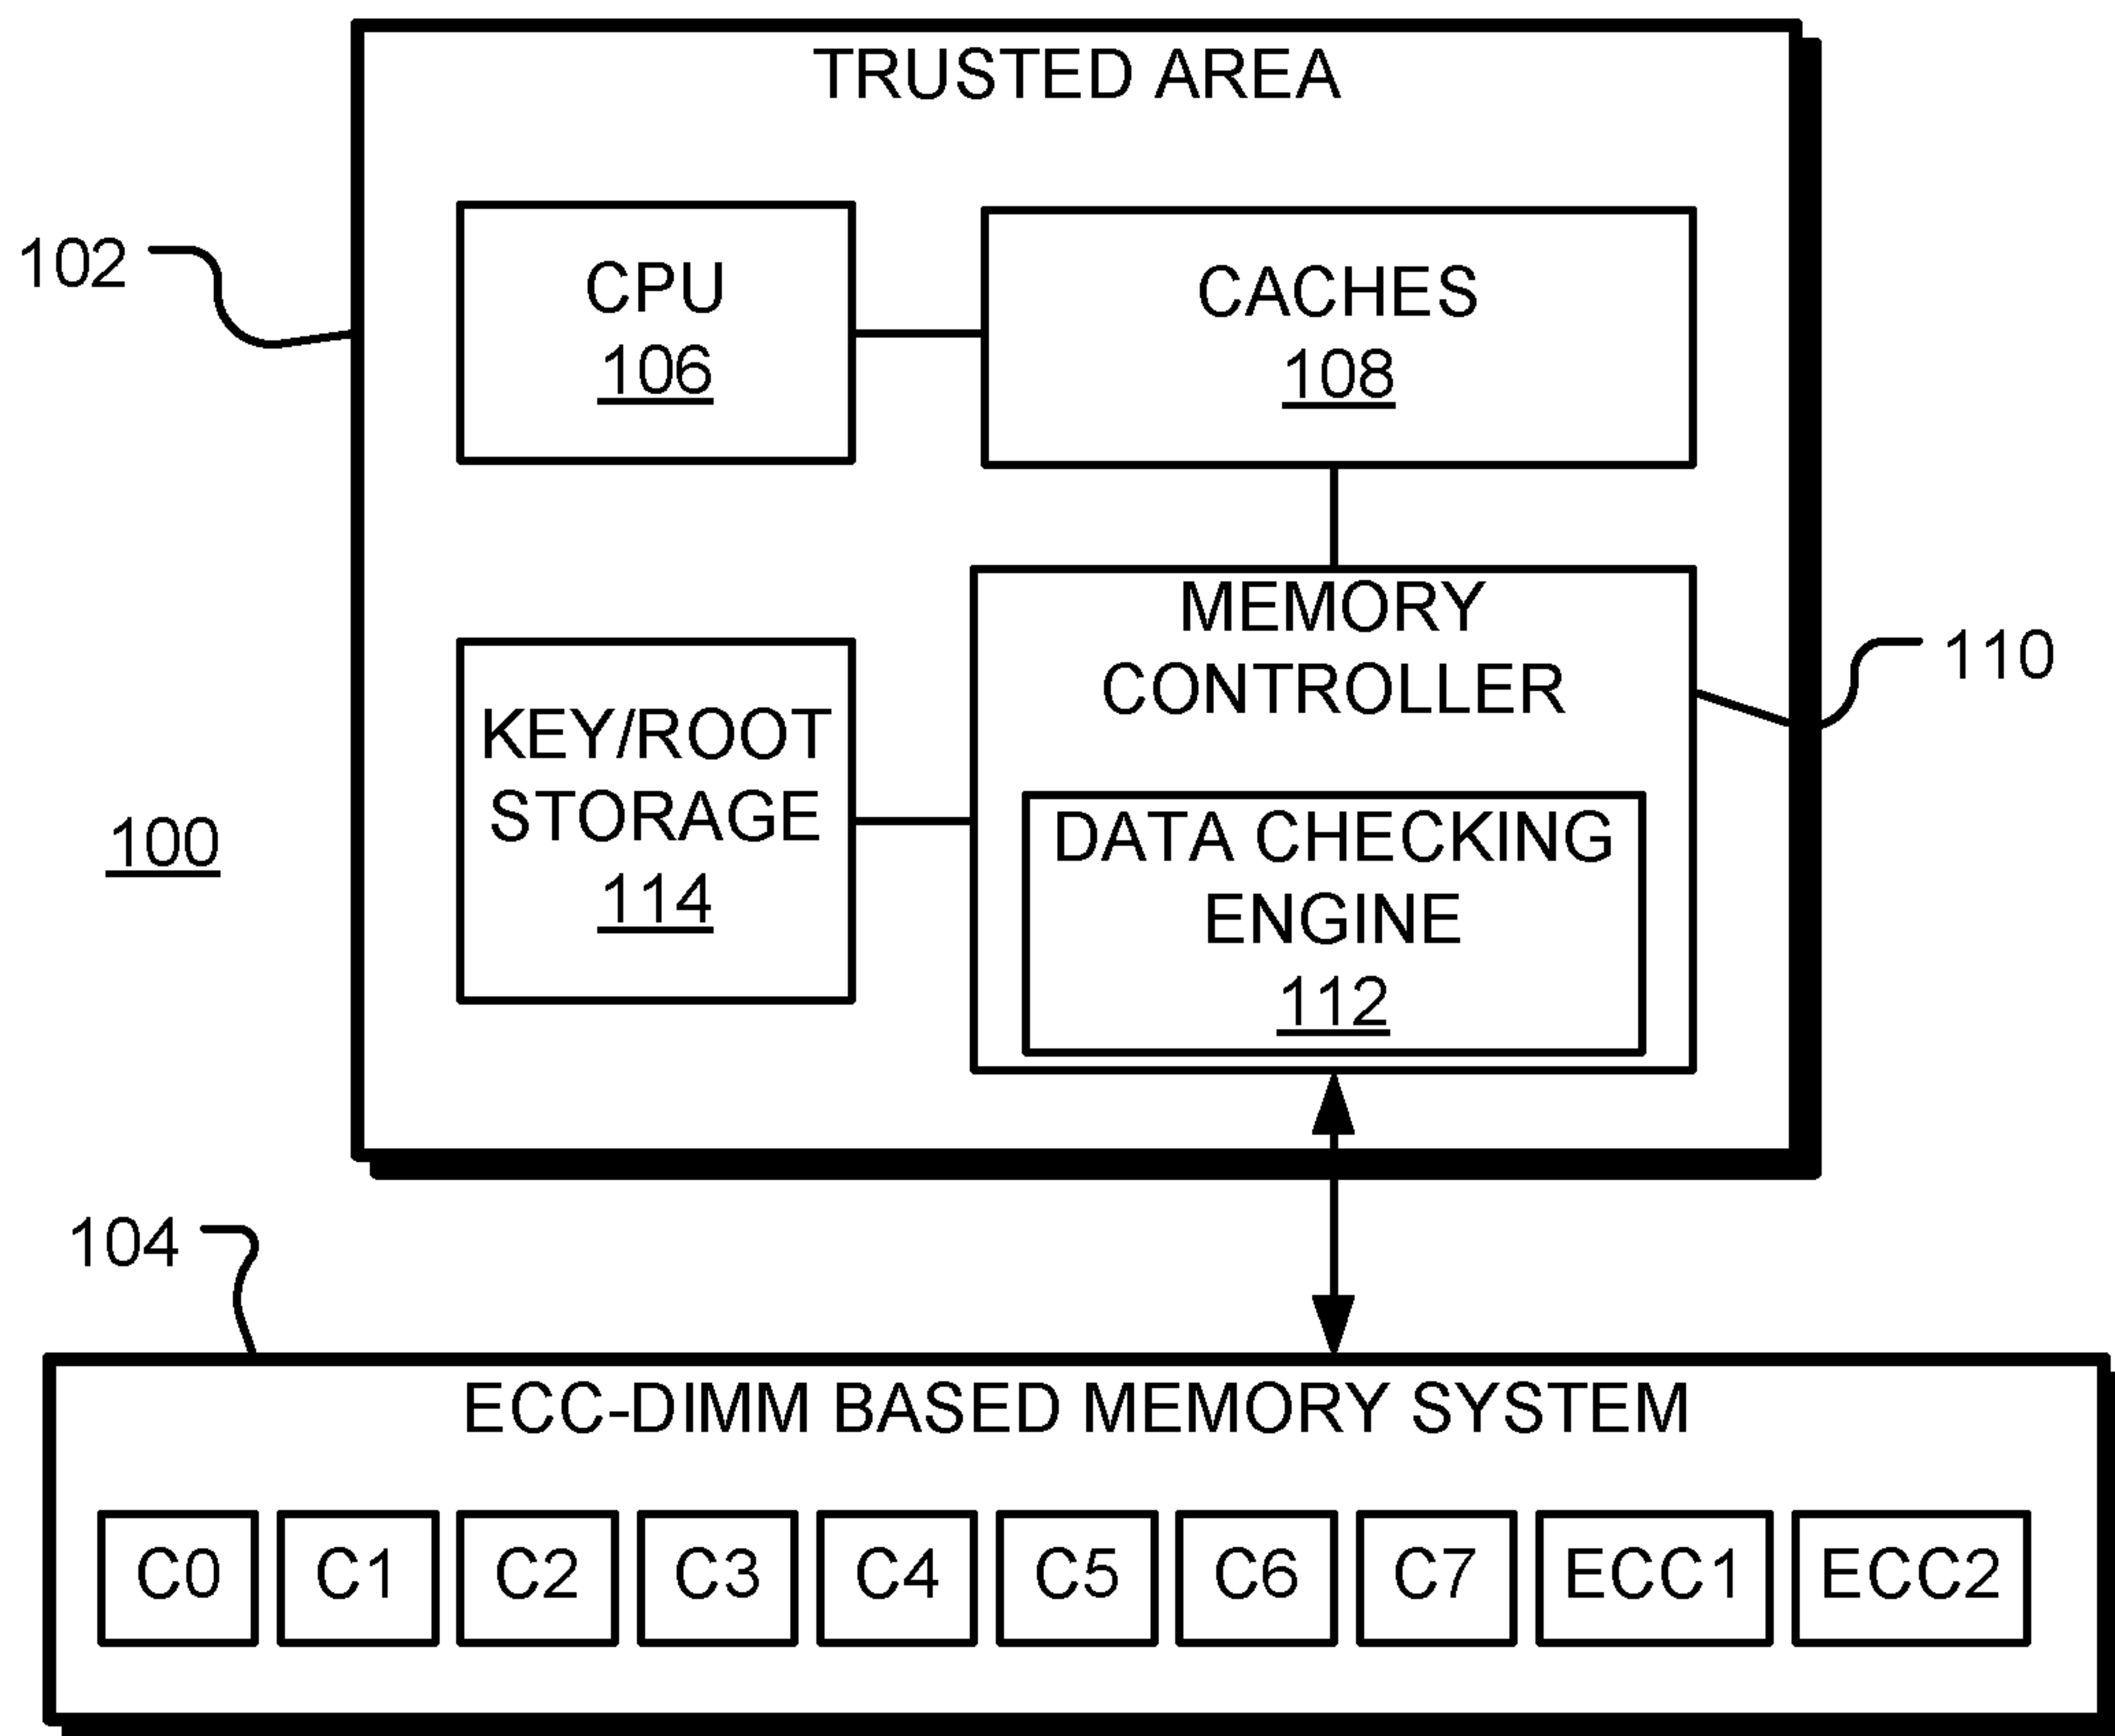 TRUSTED AREA
102
CPU
106
CACHES
108
MEMORY
CONTROLLER
110
KEY/ROOT
STORAGE
114
DATA CHECKING
ENGINE
112
100
104
ECC-DIMM BASED MEMORY SYSTEM
C0 C1 C2 C3 C4 C5 C6 C7 ECC1 ECC2